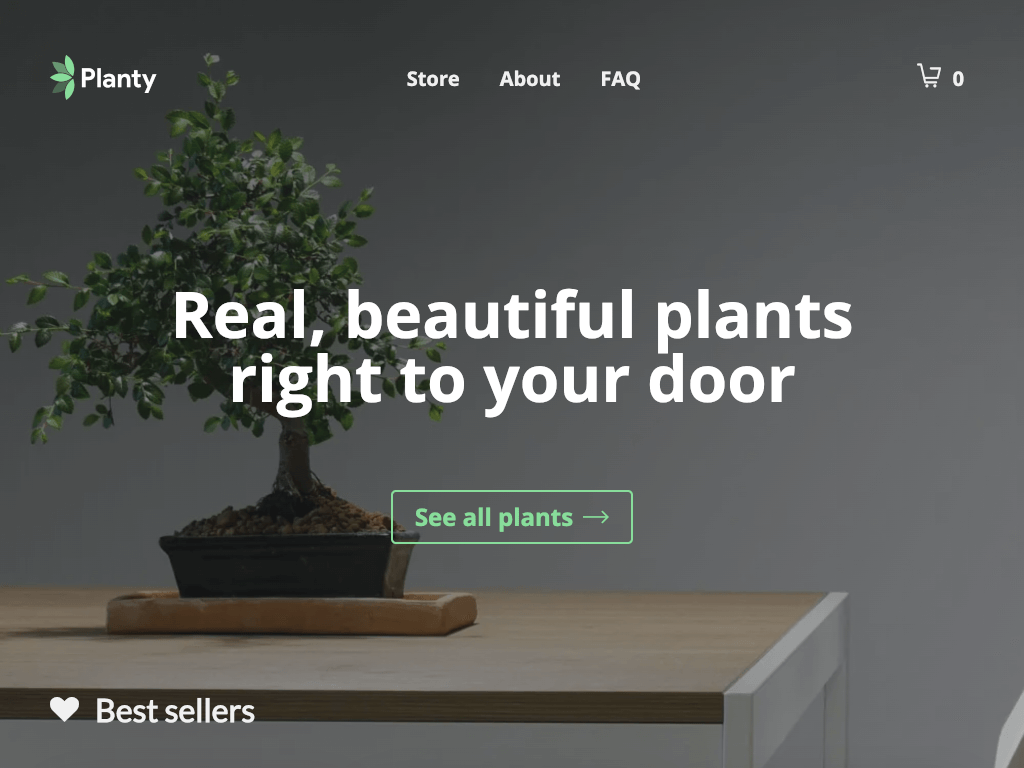 Planty
Store
About
FAQ
0
Real, beautiful plants
right to your door
See all plants
Best sellers